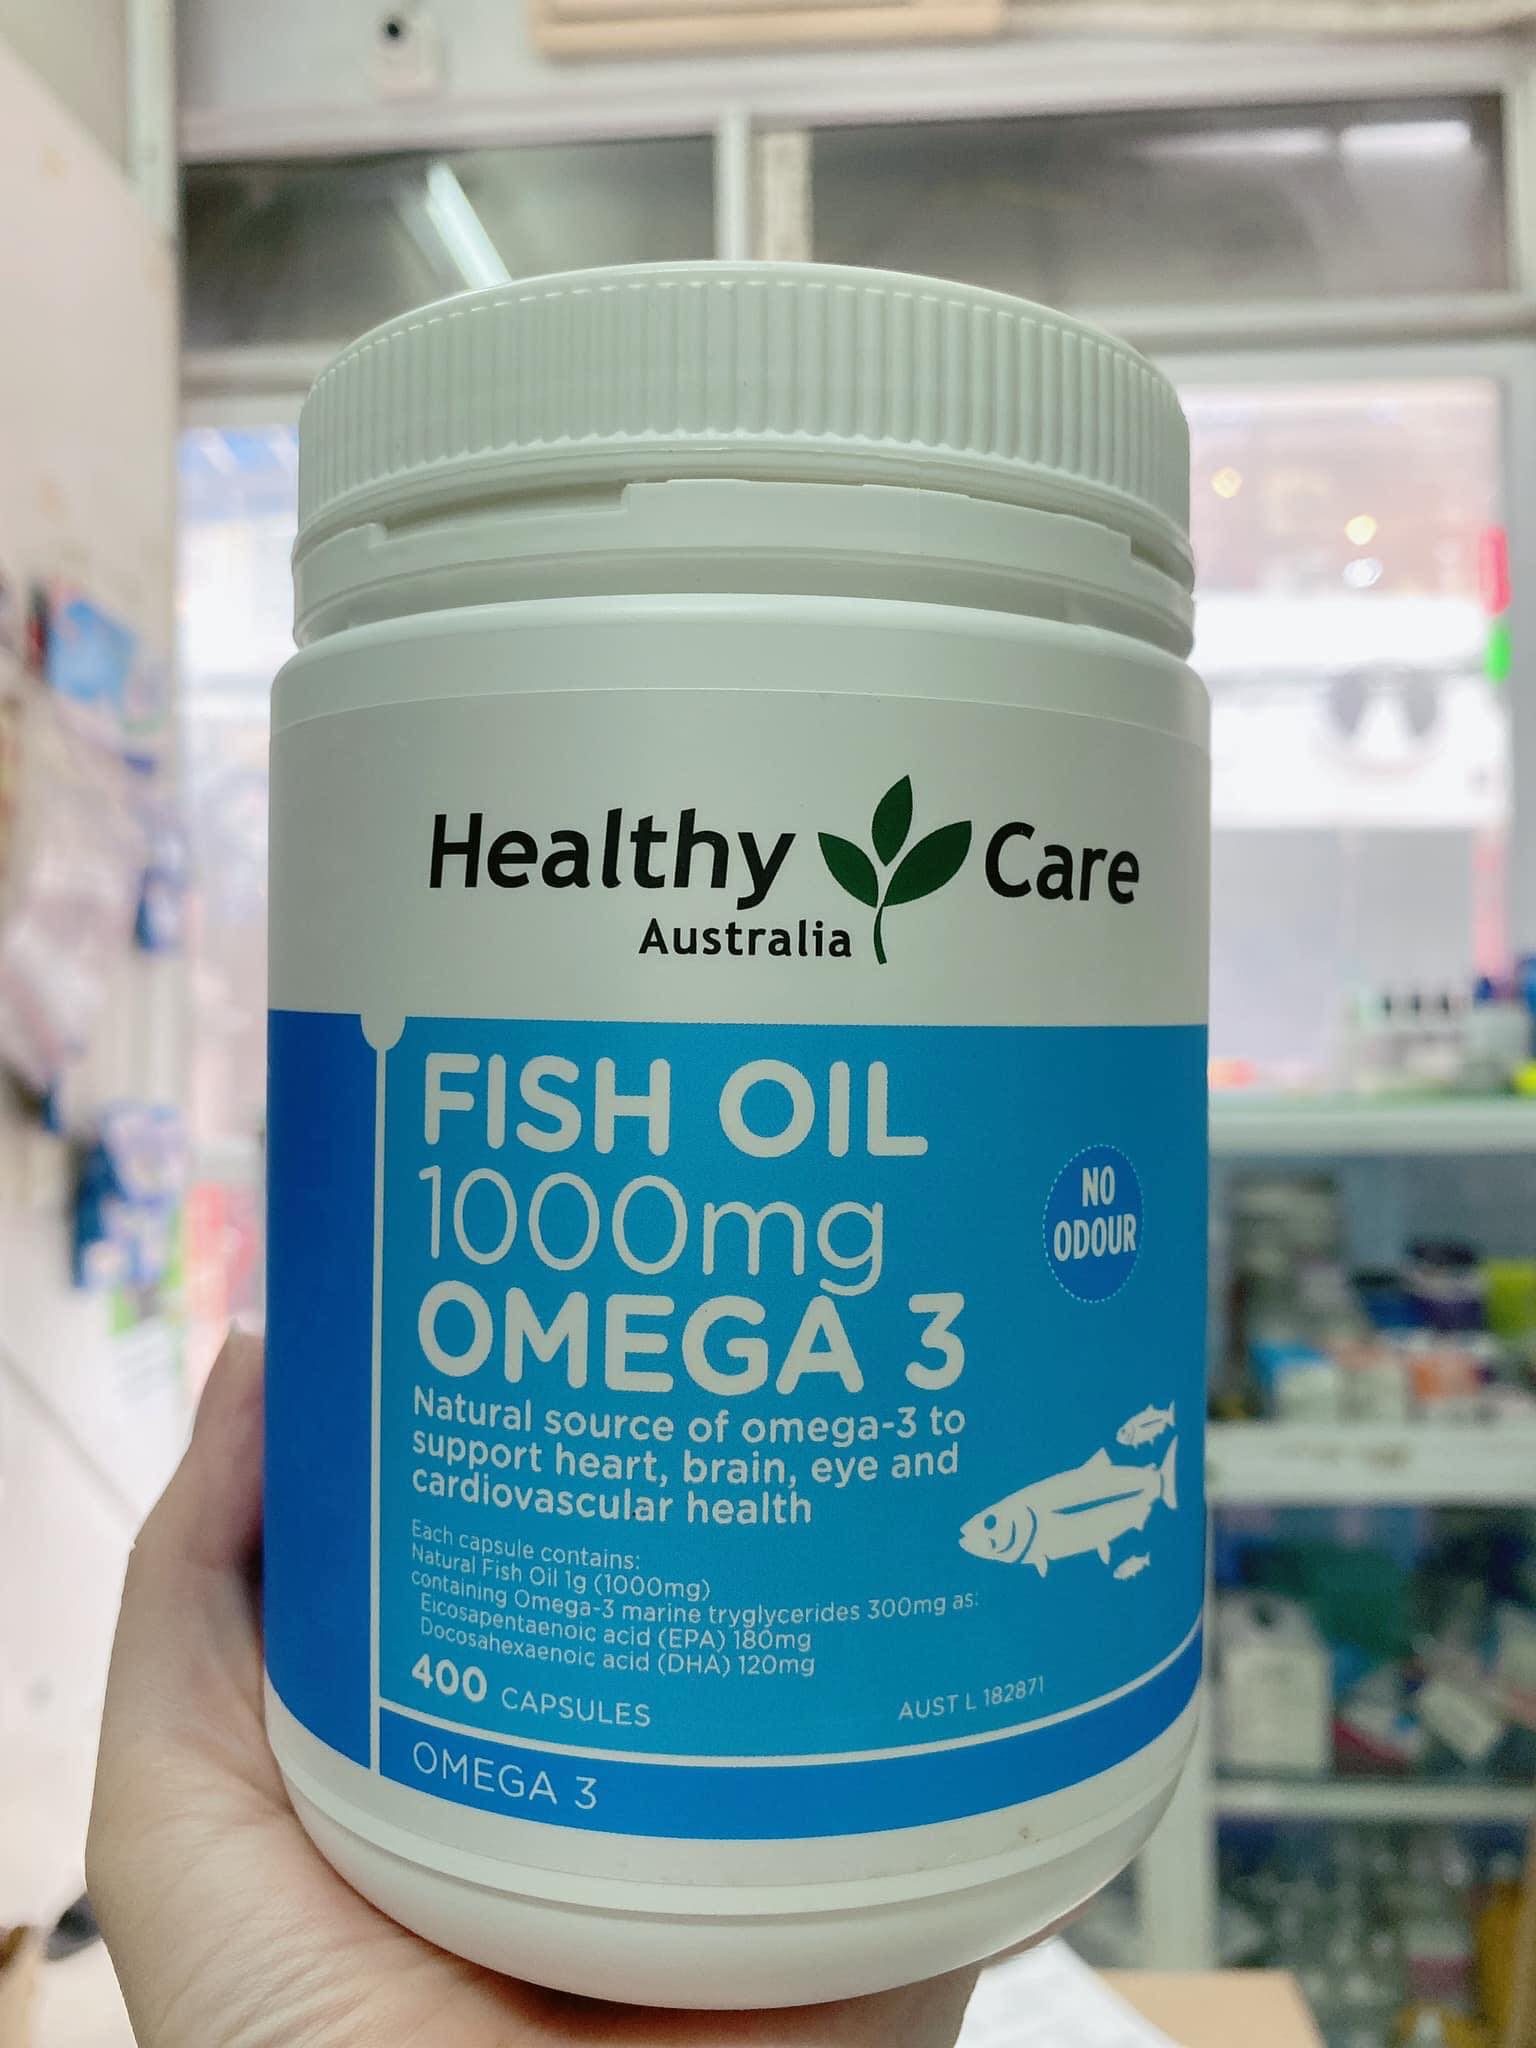 Healthy Care
Australia
FISH OIL
1000mg
OMEGA 3
NO
ODOUR
Natural source of omega-3 to
support heart, brain, eye and
cardiovascular health
Each capsule contains:
Natural Fish Oil 1g (1000mg)
containing Omega-3 marine tryglycerides 300mg as:
Eicosapentaenoic acid (EPA) 180mg
Docosahexaenoic acid (DHA) 120mg
400 CAPSULES
AUST L 182871
OMEGA 3